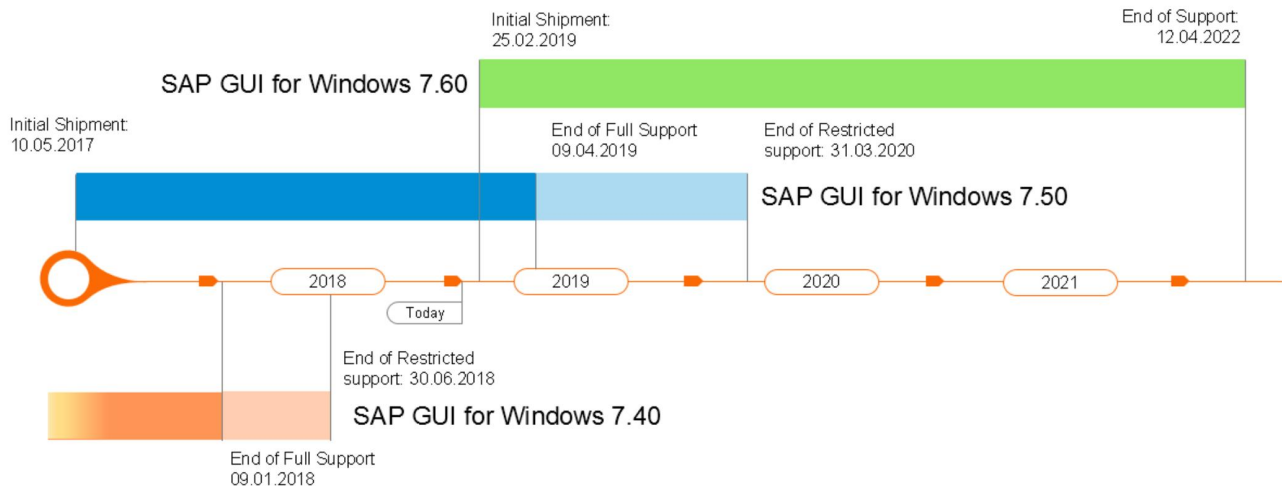 Initial Shipment:
25.02.2019
End of Support:
12.04.2022
SAP GUI for Windows 7.60
Initial Shipment:
10.05.2017
End of Full Support
09.04.2019
End of Restricted
support: 31.03.2020
SAP GUI for Windows 7.50
2018
2019
2020
2021
Today
End of Restricted
support: 30.06.2018
SAP GUI for Windows 7.40
End of Full Support
09.01.2018